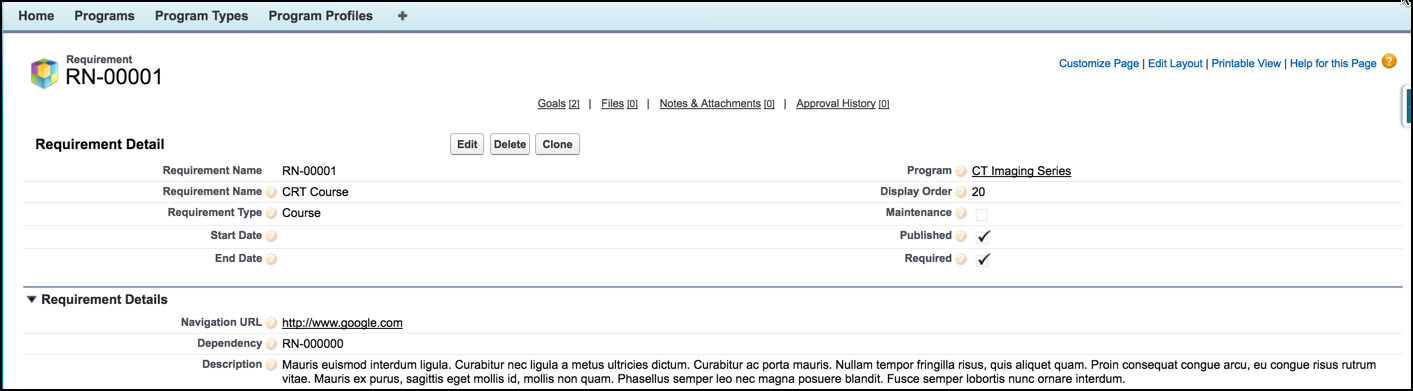 Home Programs Program Types Program Profiles +
Requirement
RN-00001
Customize Page | Edit Layout | Printable View | Help for this Page ?
Goals [2] | Files [0] | Notes & Attachments [0] | Approval History [0]
Requirement Detail Edit Delete Clone
Requirement Name RN-00001 Program ? CT Imaging Series
Requirement Name ? CRT Course Display Order ? 20
Requirement Type ? Course Maintenance ?
Start Date ? Published ?
End Date ? Required ?
Requirement Details
Navigation URL ? http://www.google.com
Dependency ? RN-000000
Description ? Mauris euismod interdum ligula. Curabitur nec ligula a metus ultricies dictum. Curabitur ac porta mauris. Nullam tempor fringilla risus, quis aliquet quam. Proin consequat congue arcu, eu congue risus rutrum
vitae. Mauris ex purus, sagittis eget mollis id, mollis non quam. Phasellus semper leo nec magna posuere blandit. Fusce semper lobortis nunc ornare interdum.